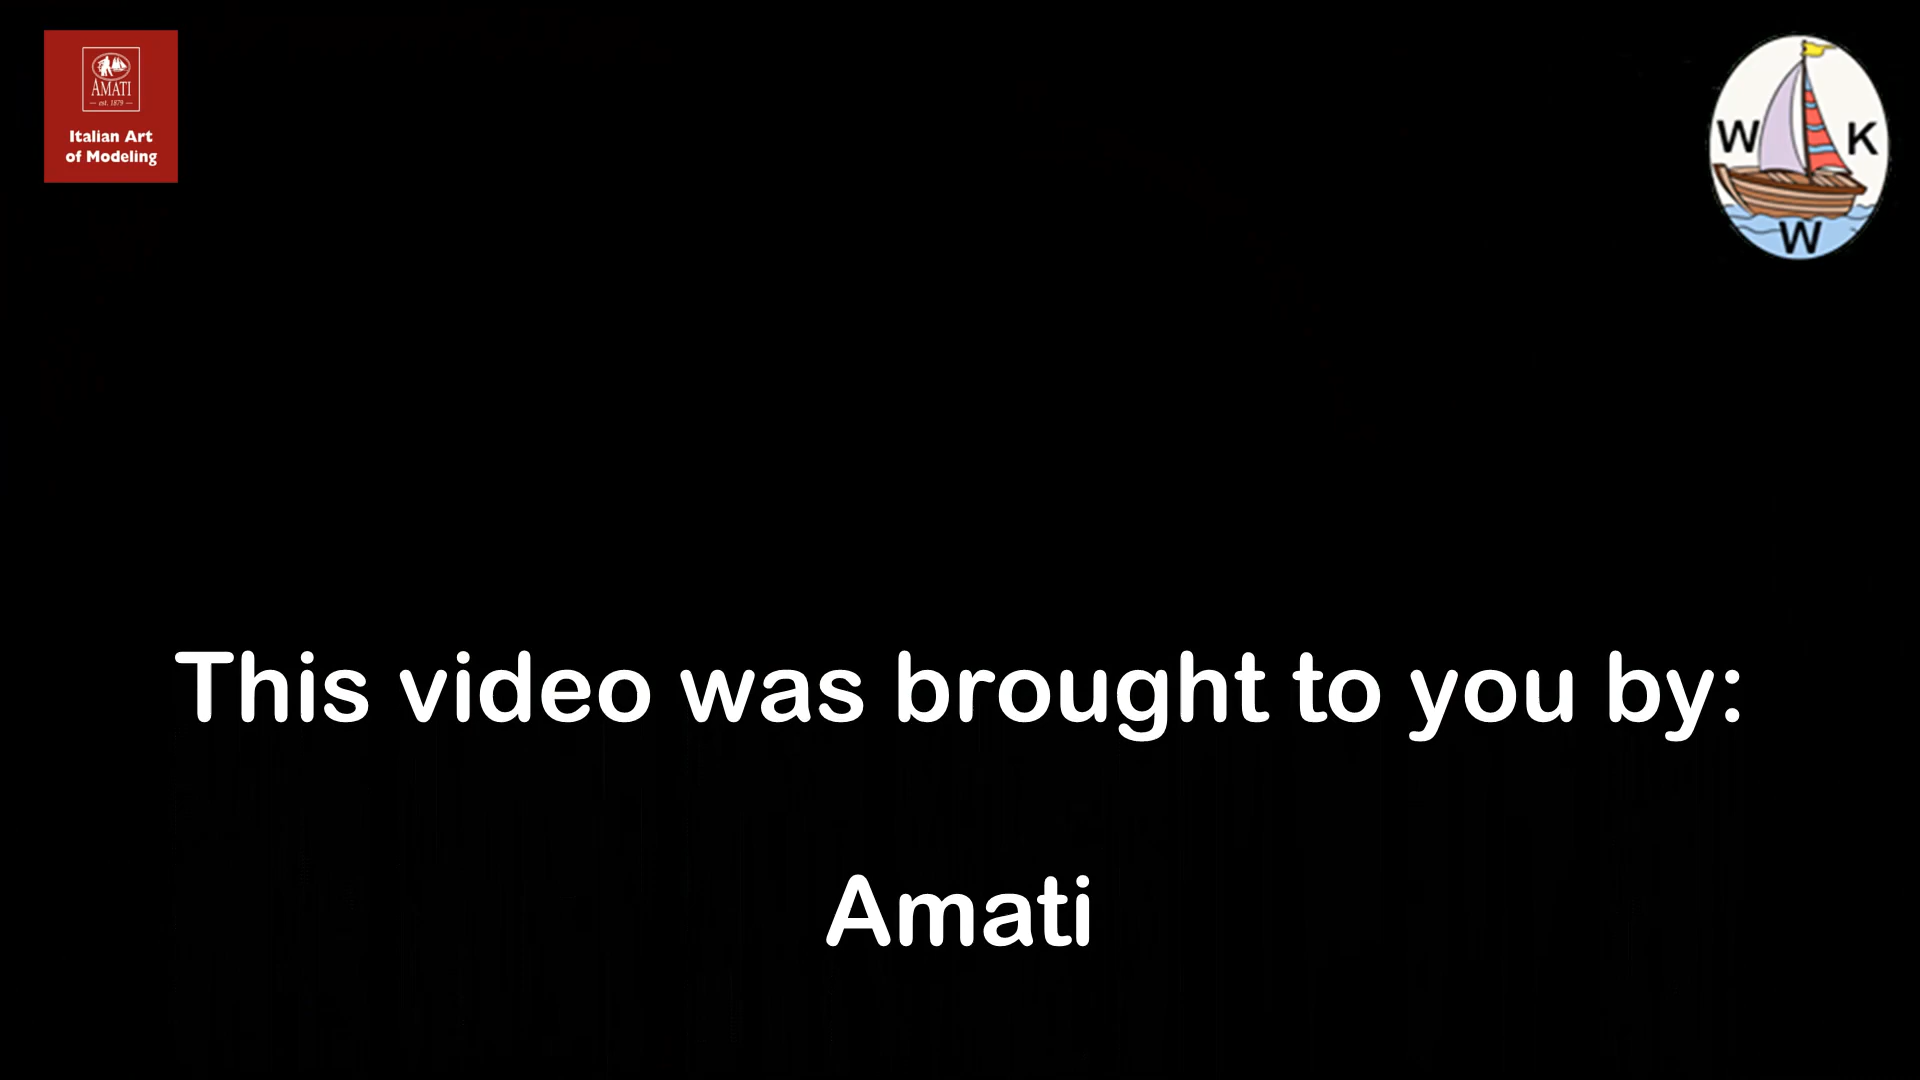 AMATI
est. 1879
Italian Art
of Modeling
W K
W
This video was brought to you by:
Amati